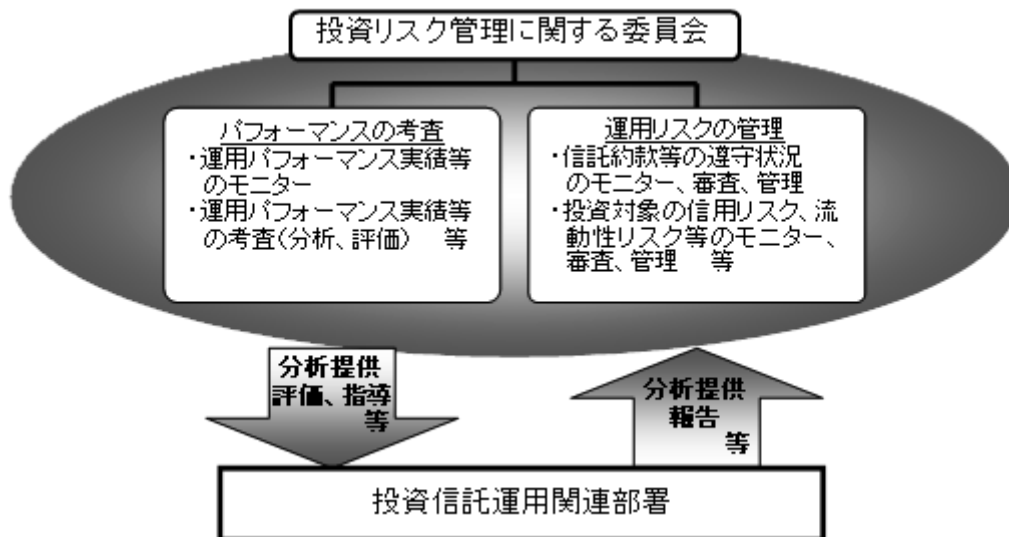 投資リスク管理に関する委員会
パフォーマンスの考査
・運用パフォーマンス実績等
のモニター
・運用パフォーマンス実績等
の考査(分析、評価)　等
運用リスクの管理
・信託約款等の遵守状況
のモニター、審査、管理
・投資対象の信用リスク、流
動性リスク等のモニター、
審査、管理　等
分析提供
評価、指導
等
分析提供
報告
等
投資信託運用関連部署